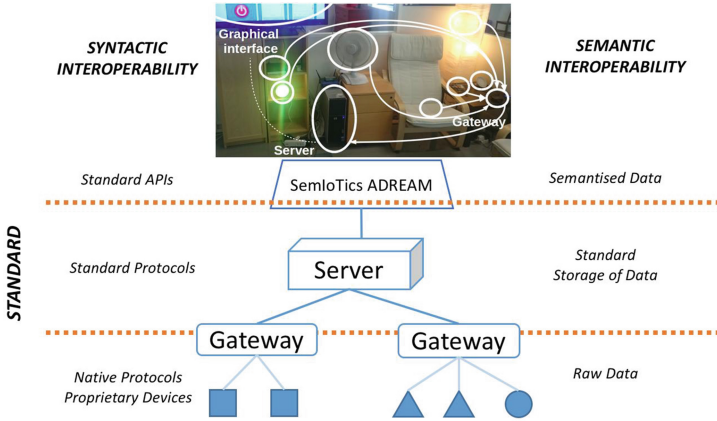 SYNTACTIC
INTEROPERABILITY
Graphical
interface
Server
Gateway
SEMANTIC
INTEROPERABILITY
Standard APIs
SemIoTics ADREAM
Semantised Data
STANDARD
Standard Protocols
Server
Standard
Storage of Data
Gateway
Gateway
Native Protocols
Proprietary Devices
Raw Data